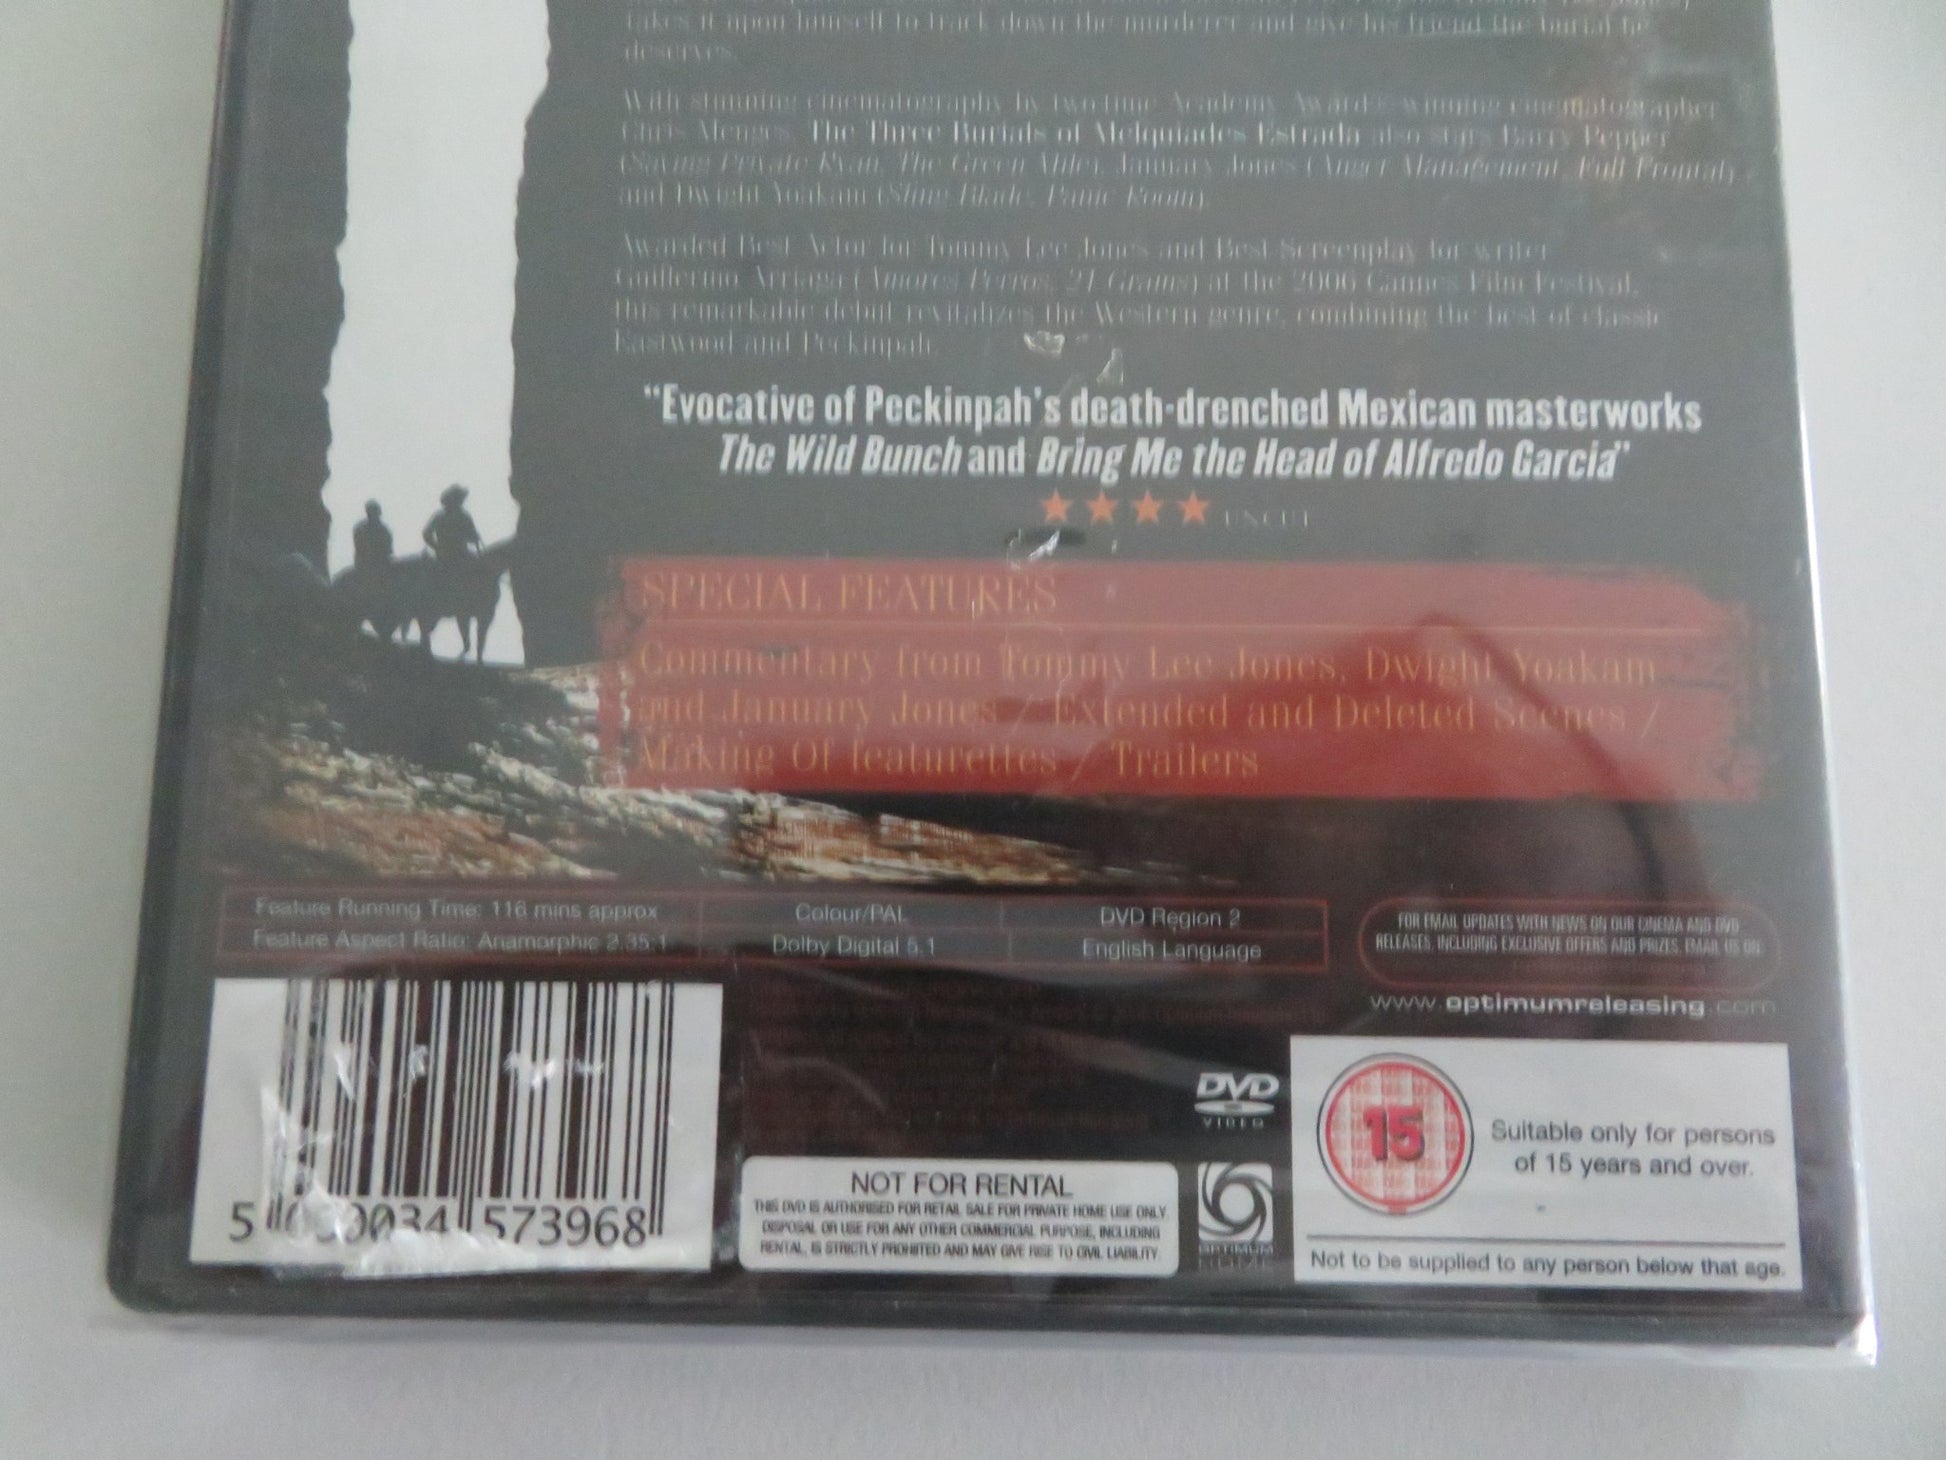 takes it upon himself to track down the murderer and give his friend the burial he
deserves.
With stunning cinematography by two-time Academy Award-winning cinematographer
Chris Menges, The Three Burials of Melquiades Estrada also stars Barry Pepper
(Saving Private Ryan, The Green Mile), January Jones (Anger Management, Full Frontal)
and Dwight Yoakam (Sling Blade, Panic Room).
Awarded Best Actor for Tommy Lee Jones and Best Screenplay for writer
Guillermo Arriaga (Amores Perros, 21 Grams) at the 2006 Cannes Film Festival,
this remarkable debut revitalizes the Western genre, combining the best of classic
Eastwood and Peckinpah.
"Evocative of Peckinpah's death-drenched Mexican masterworks
The Wild Bunch and Bring Me the Head of Alfredo Garcia"
★★★★ UNCUT
SPECIAL FEATURES
Commentary from Tommy Lee Jones, Dwight Yoakam
and January Jones / Extended and Deleted Scenes /
Making Of featurettes / Trailers
Feature Running Time: 116 mins approx Colour/PAL DVD Region 2
Feature Aspect Ratio: Anamorphic 2.35:1 Dolby Digital 5.1 English Language
FOR EMAIL UPDATES WITH NEWS ON OUR CINEMA AND DVD
RELEASES, INCLUDING EXCLUSIVE OFFERS AND PRIZES, EMAIL US ON
www.optimumreleasing.com
DVD
VIDEO
15
Suitable only for persons
of 15 years and over.
Not to be supplied to any person below that age.
NOT FOR RENTAL
THIS DVD IS AUTHORISED FOR RETAIL SALE FOR PRIVATE HOME USE ONLY.
DISPOSAL OR USE FOR ANY OTHER COMMERCIAL PURPOSE, INCLUDING
RENTAL, IS STRICTLY PROHIBITED AND MAY GIVE RISE TO CIVIL LIABILITY.
OPTIMUM
HOME
5 060034 573968